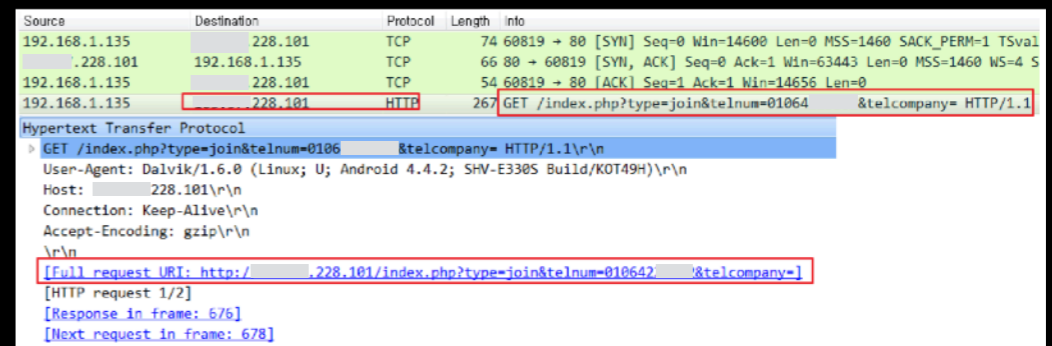 Source Destination Protocol Length Info
192.168.1.135 .228.101 TCP 74 60819 → 80 [SYN] Seq=0 Win=14600 Len=0 MSS=1460 SACK_PERM=1 TSval
.228.101 192.168.1.135 TCP 66 80 → 60819 [SYN, ACK] Seq=0 Ack=1 Win=63443 Len=0 MSS=1460 WS=4 S
192.168.1.135 228.101 TCP 54 60819 → 80 [ACK] Seq=1 Ack=1 Win=14656 Len=0
192.168.1.135 228.101 HTTP 267 GET /index.php?type=join&telnum=01064 &telcompany= HTTP/1.1
Hypertext Transfer Protocol
GET /index.php?type=join&telnum=0106 &telcompany= HTTP/1.1\r\n
User-Agent: Dalvik/1.6.0 (Linux; U; Android 4.4.2; SHV-E330S Build/KOT49H)\r\n
Host: 228.101\r\n
Connection: Keep-Alive\r\n
Accept-Encoding: gzip\r\n
\r\n
[Full request URI: http:/ .228.101/index.php?type=join&telnum=010642 &telcompany=]
[HTTP request 1/2]
[Response in frame: 676]
[Next request in frame: 678]